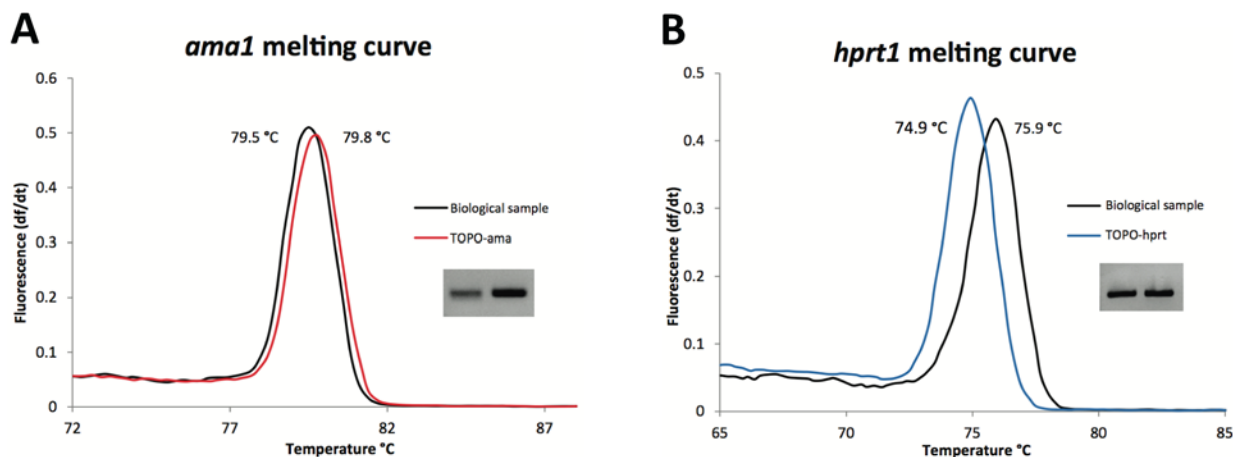 A
ama1 melting curve
0.6
0.5
0.4
0.3
0.2
0.1
0
72
77
82
87
Fluorescence (df/dt)
Temperature °C
79.5 °C
79.8 °C
Biological sample
TOPO-ama
B
hprt1 melting curve
0.5
0.4
0.3
0.2
0.1
0
65
70
75
80
85
Fluorescence (df/dt)
Temperature °C
74.9 °C
75.9 °C
Biological sample
TOPO-hprt